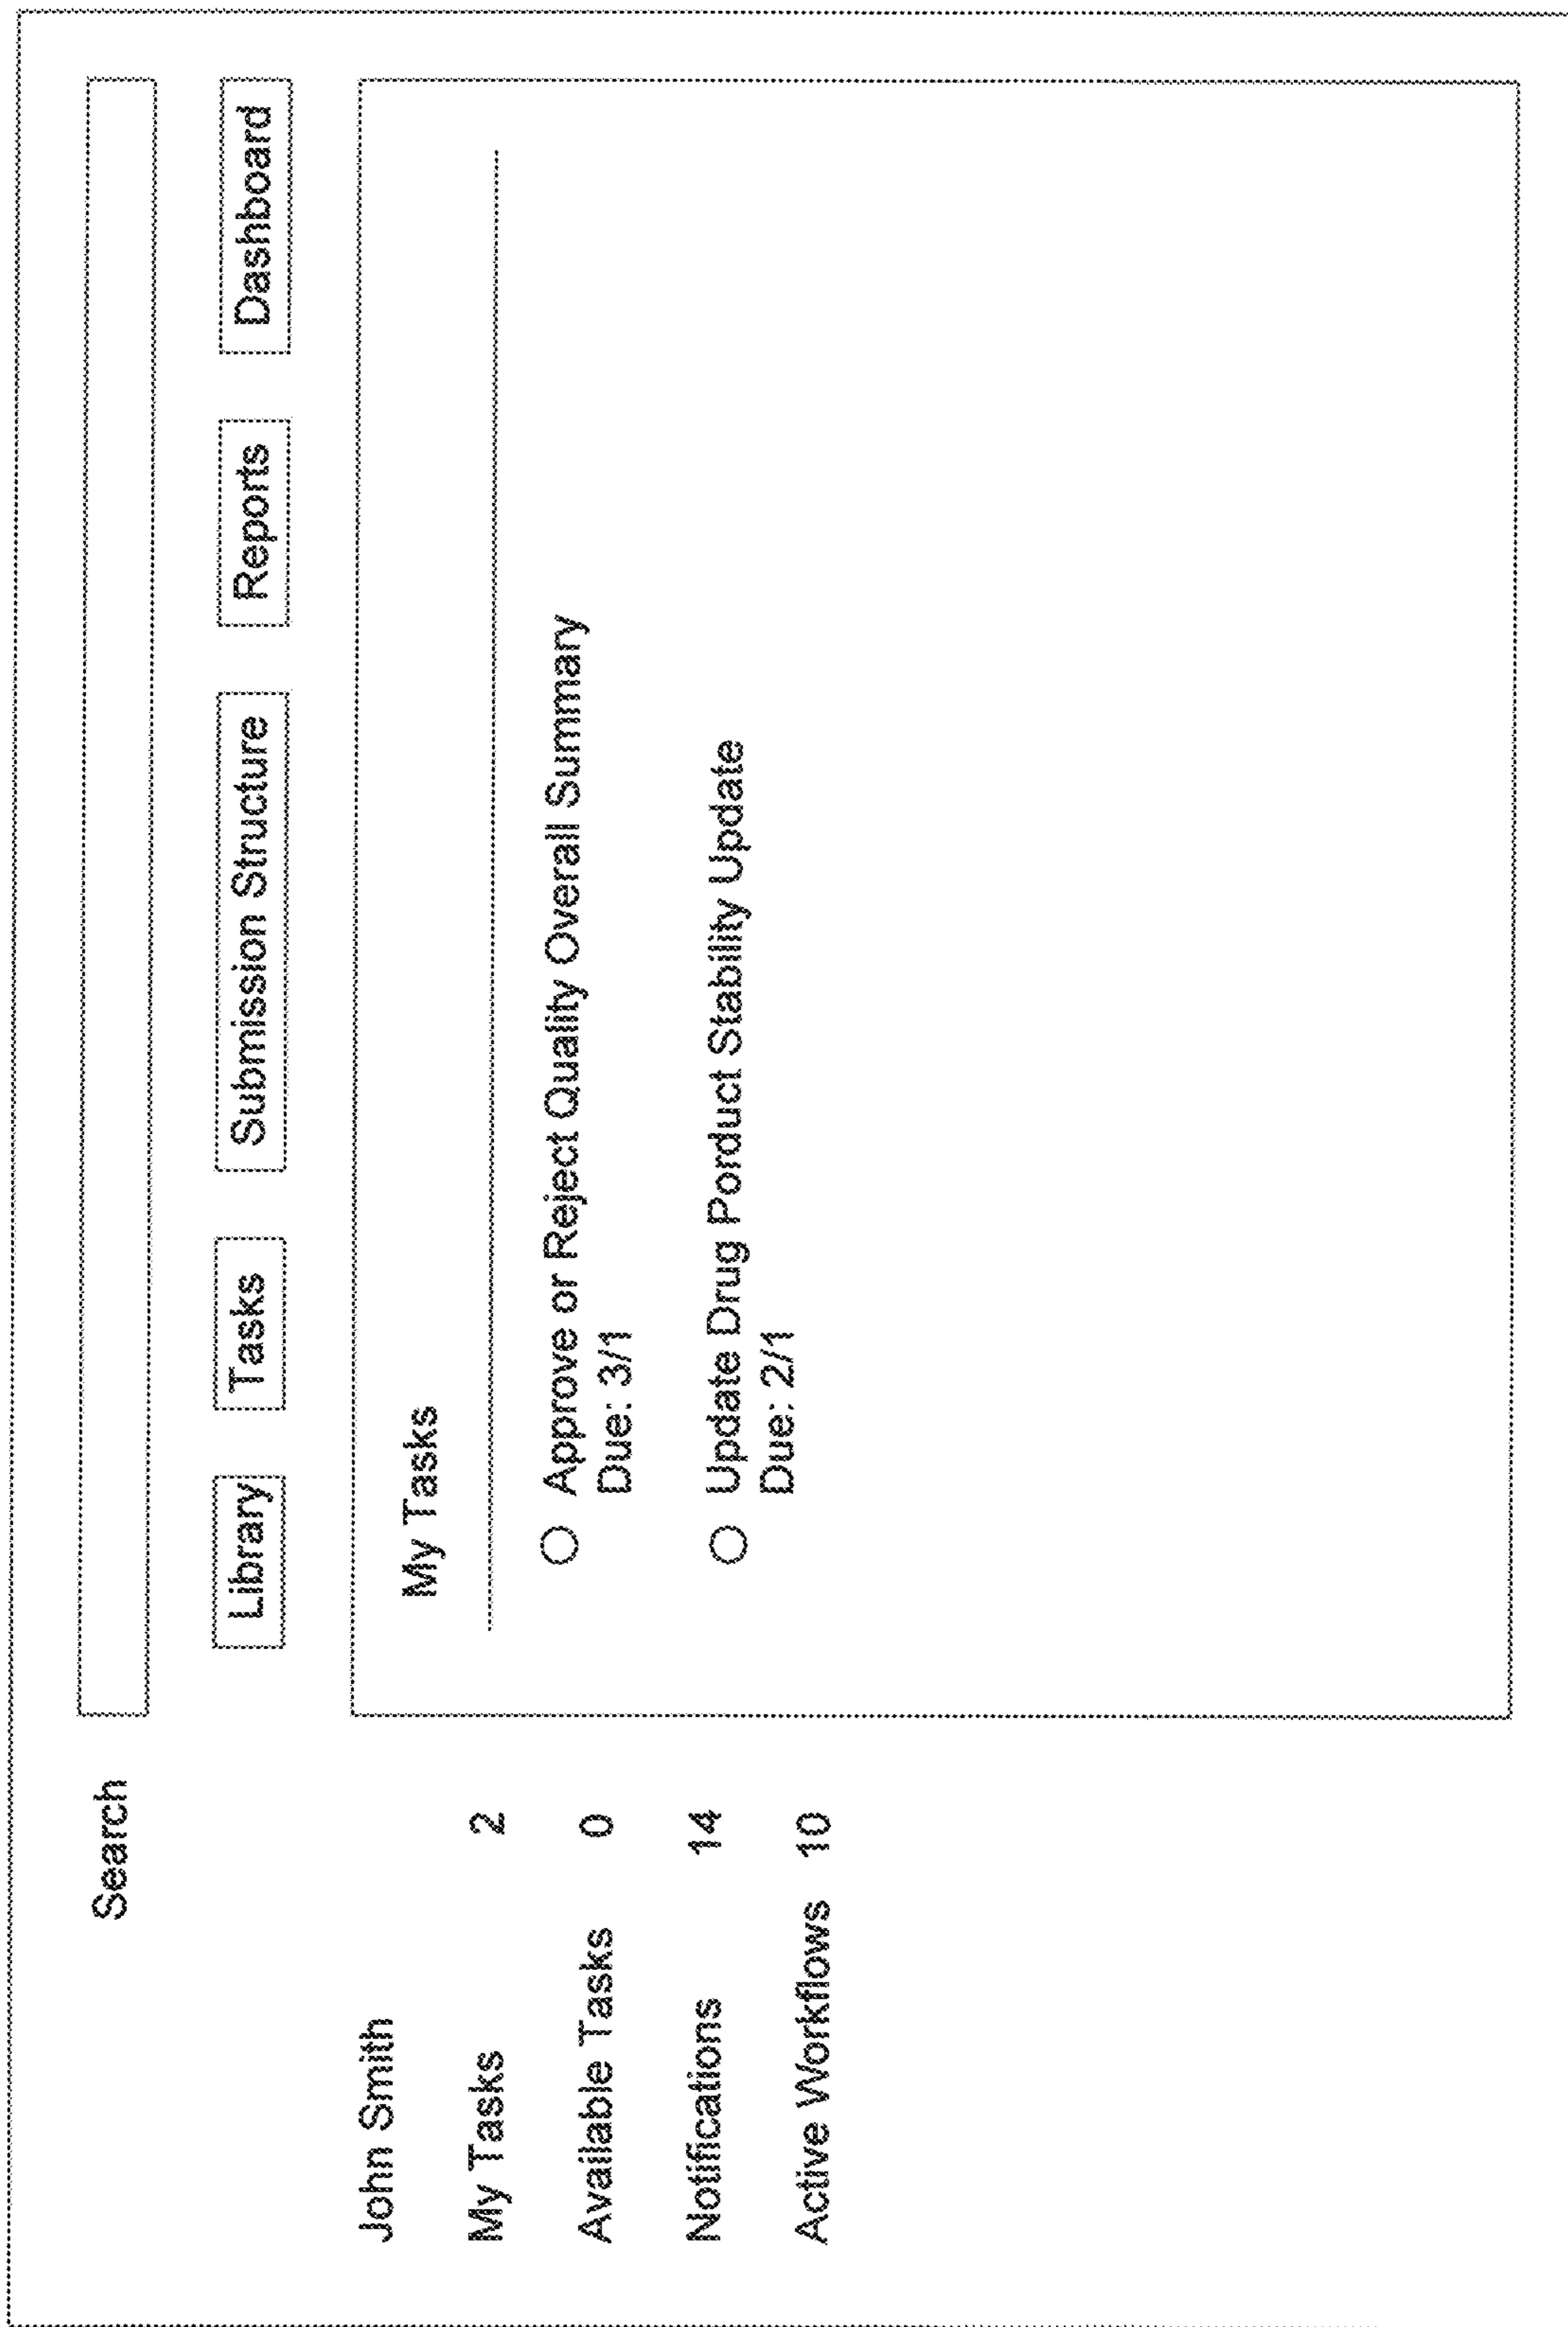 Search
Library
Tasks
Submission Structure
Reports
Dashboard
John Smith
My Tasks 2
Available Tasks 0
Notifications 14
Active Workflows 10
My Tasks
Approve or Reject Quality Overall Summary
Due: 3/1
Update Drug Porduct Stability Update
Due: 2/1